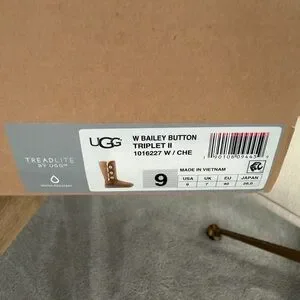 UGG
W BAILEY BUTTON
TRIPLET II
1016227 W / CHE
TREADLITE
BY UGG™
9
MADE IN VIETNAM
USA UK EU JAPAN
9 7 40 26.0